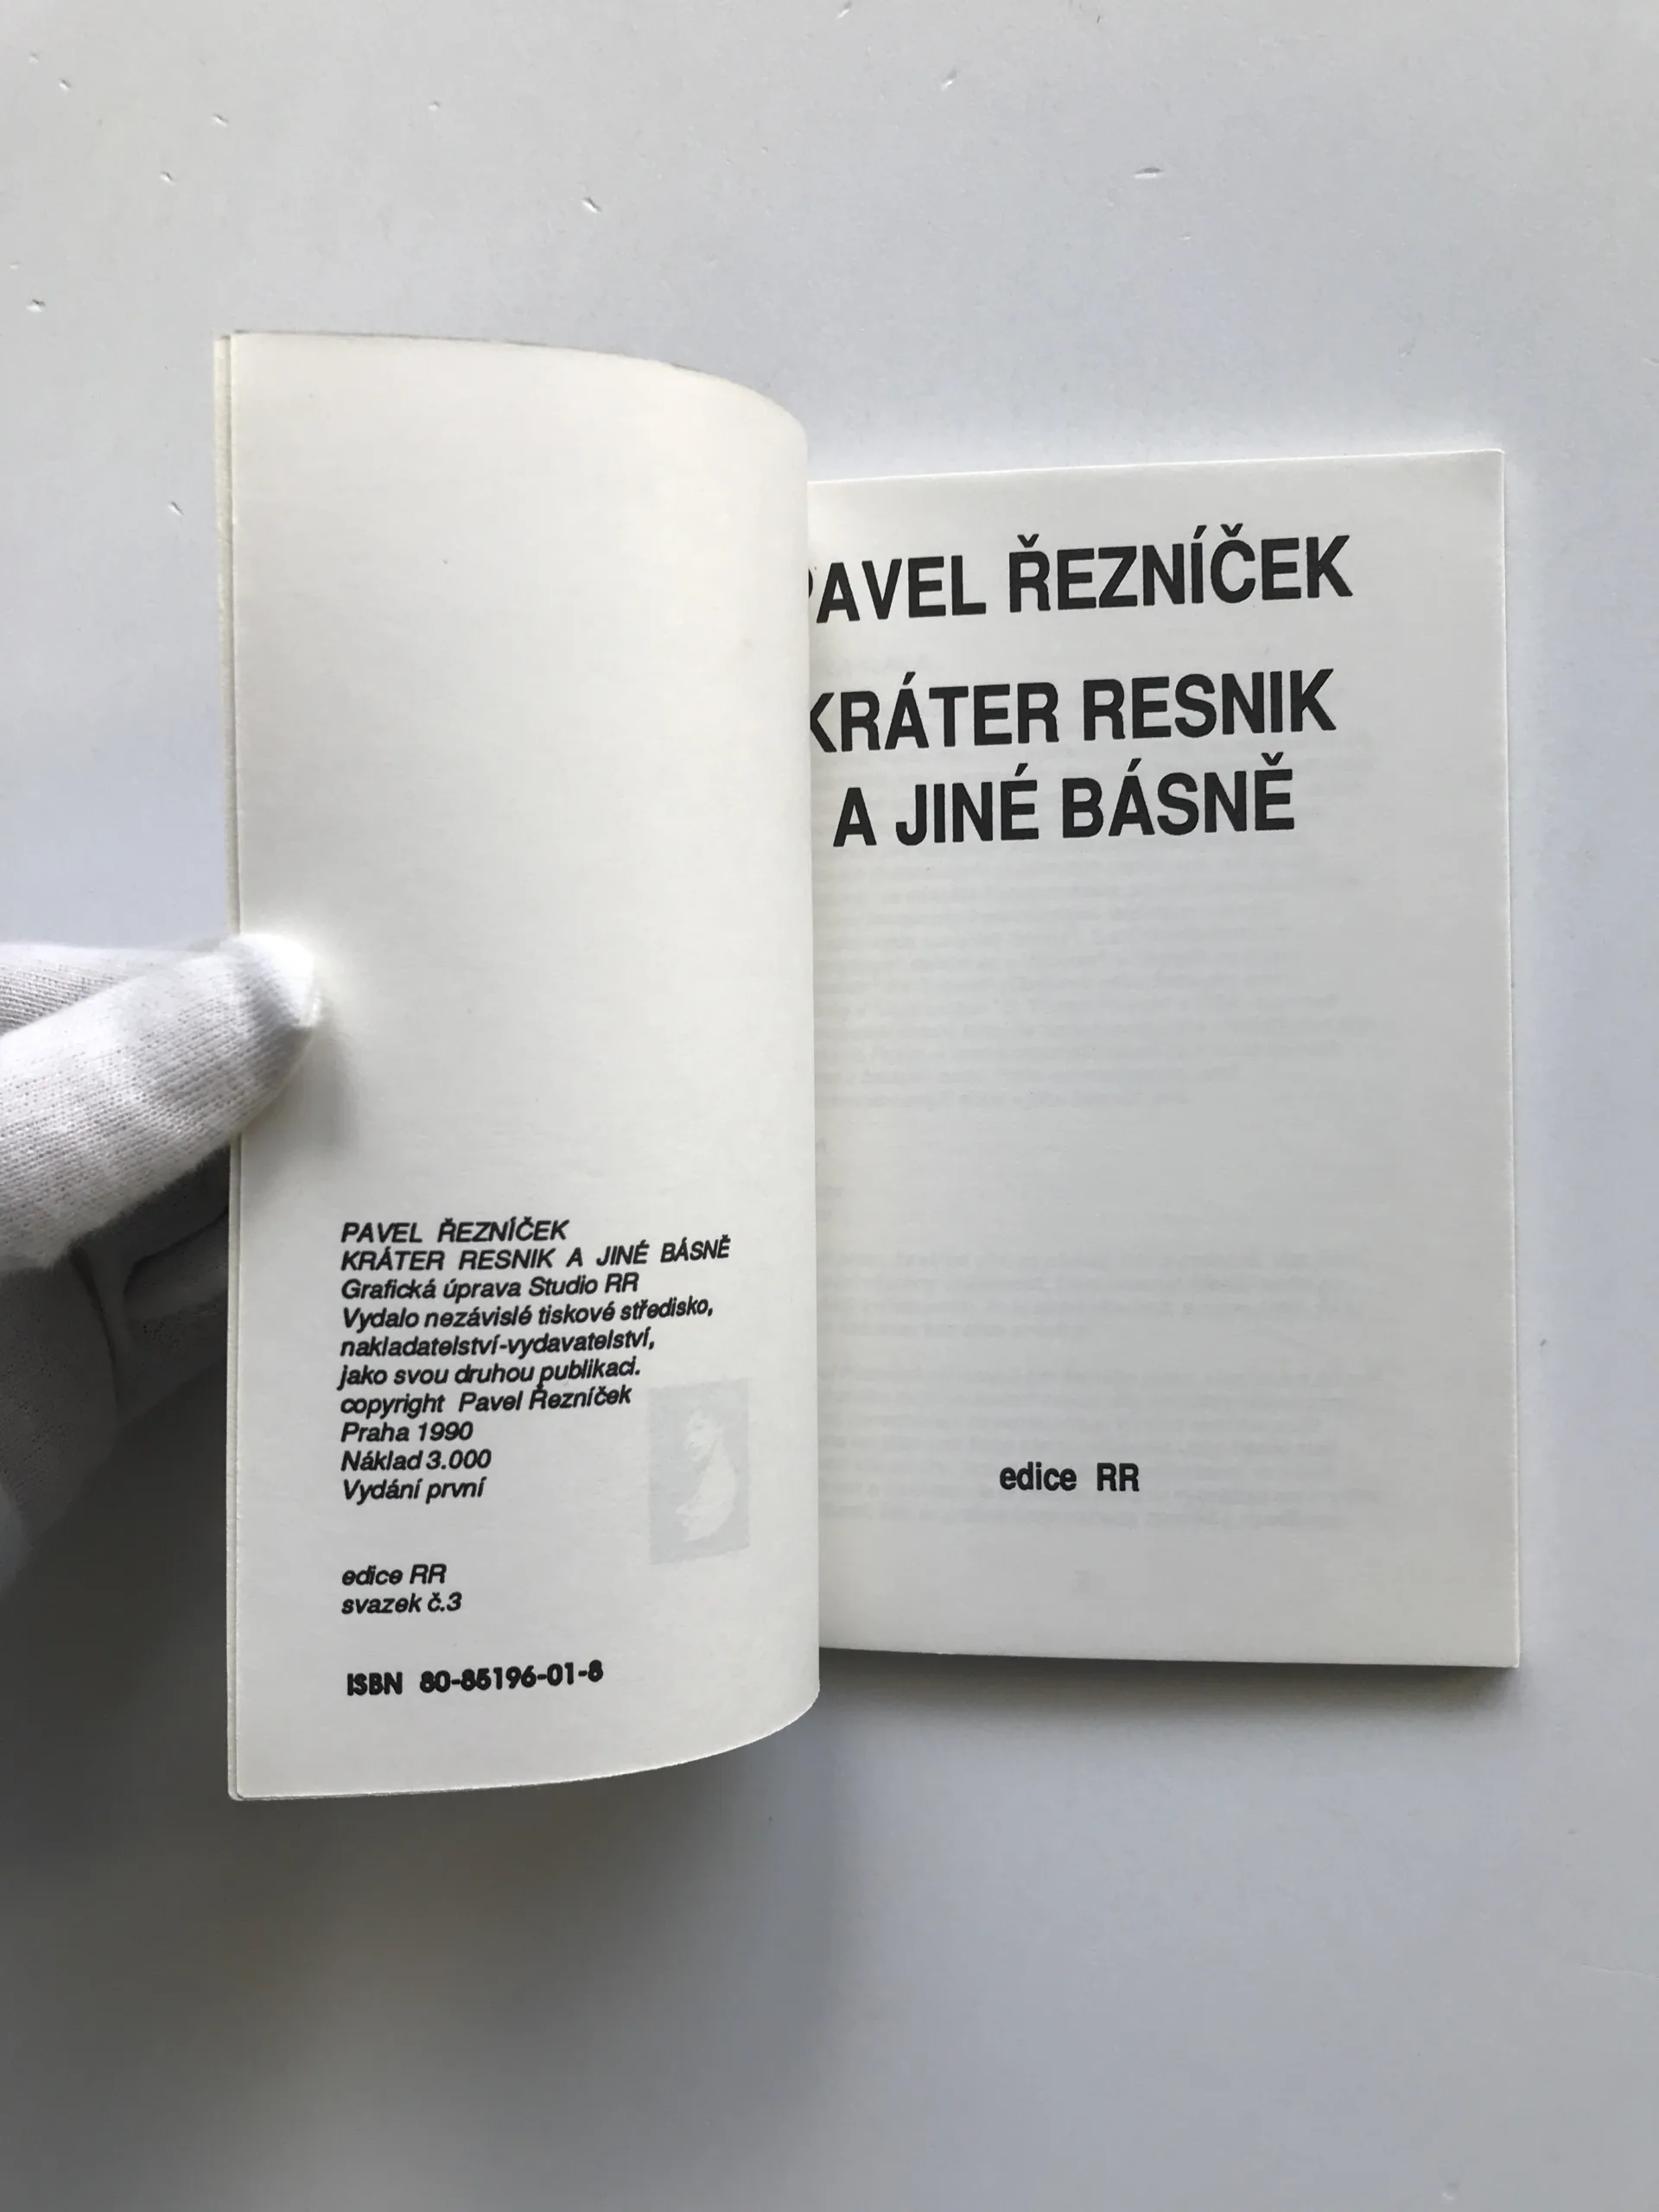 PAVEL ŘEZNÍČEK
KRÁTER RESNIK A JINÉ BÁSNĚ
Grafická úprava Studio RR
Vydalo nezávislé tiskové středisko,
nakladatelství-vydavatelství,
jako svou druhou publikaci.
copyright Pavel Řezníček
Praha 1990
Náklad 3.000
Vydání první
edice RR
svazek č.3
ISBN 80-85196-01-8
PAVEL ŘEZNÍČEK
KRÁTER RESNIK
A JINÉ BÁSNĚ
edice RR